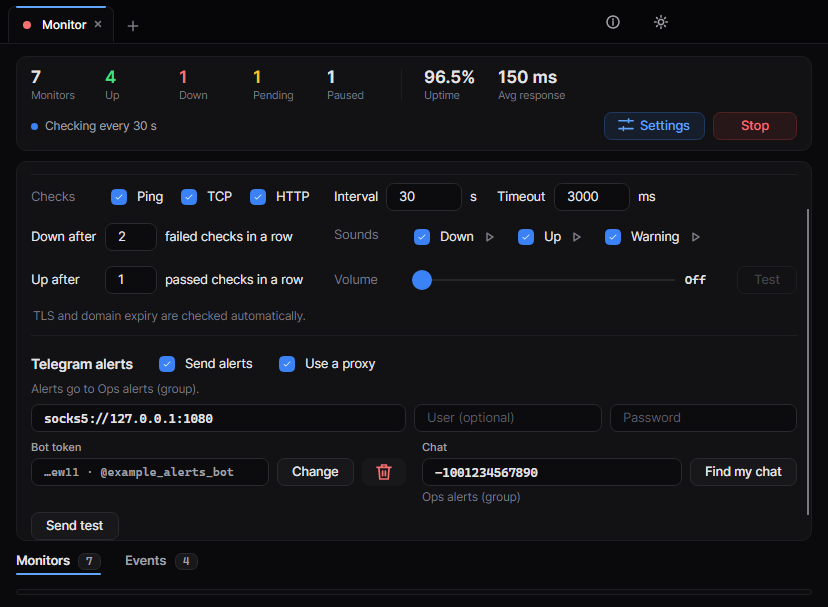 Monitor
7 4 1 1 1 96.5% 150 ms
Monitors Up Down Pending Paused Uptime Avg response
Checking every 30 s Settings Stop
Checks Ping TCP HTTP Interval 30 s Timeout 3000 ms
Down after 2 failed checks in a row Sounds Down Up Warning
Up after 1 passed checks in a row Volume Off Test
TLS and domain expiry are checked automatically.
Telegram alerts Send alerts Use a proxy
Alerts go to Ops alerts (group).
socks5://127.0.0.1:1080 User (optional) Password
Bot token Chat
…ew11 · @example_alerts_bot Change -1001234567890 Find my chat
Ops alerts (group)
Send test
Monitors 7 Events 4